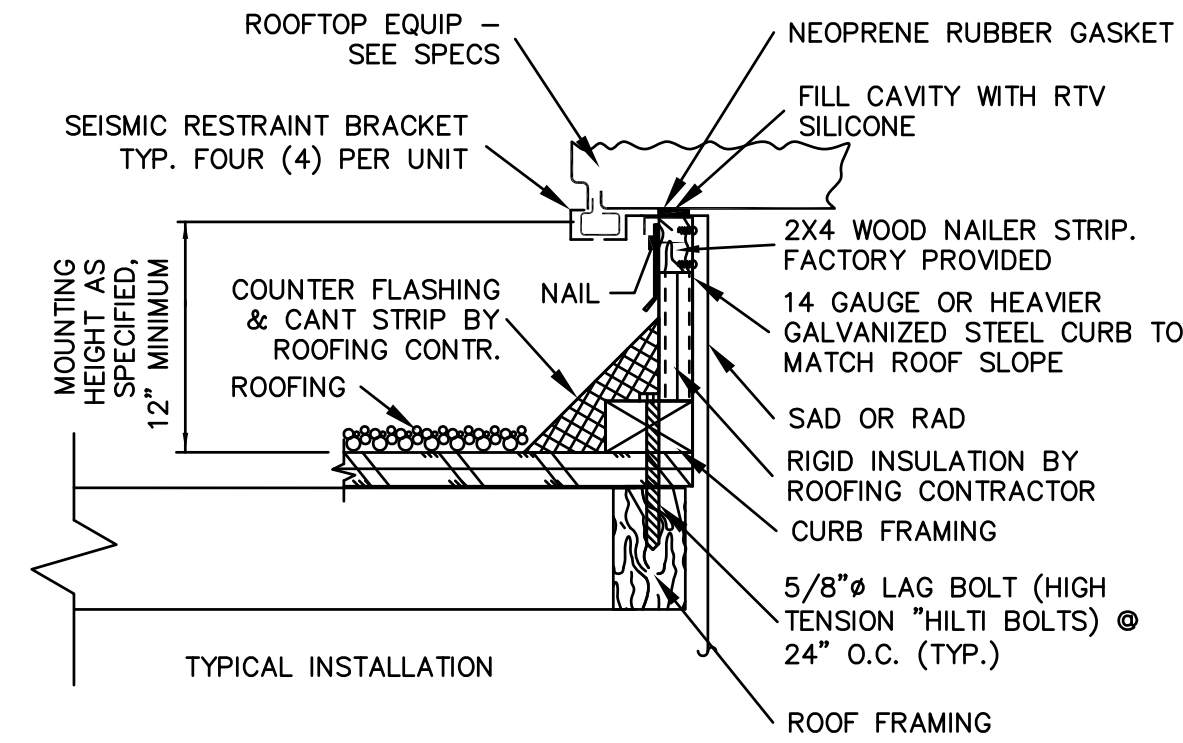 ROOFTOP EQUIP –
SEE SPECS
NEOPRENE RUBBER GASKET
FILL CAVITY WITH RTV
SILICONE
SEISMIC RESTRAINT BRACKET
TYP. FOUR (4) PER UNIT
2X4 WOOD NAILER STRIP.
FACTORY PROVIDED
MOUNTING
HEIGHT AS
SPECIFIED,
12" MINIMUM
COUNTER FLASHING
& CANT STRIP BY
ROOFING CONTR.
NAIL
14 GAUGE OR HEAVIER
GALVANIZED STEEL CURB TO
MATCH ROOF SLOPE
ROOFING
SAD OR RAD
RIGID INSULATION BY
ROOFING CONTRACTOR
CURB FRAMING
5/8"ø LAG BOLT (HIGH
TENSION "HILTI BOLTS) @
24" O.C. (TYP.)
TYPICAL INSTALLATION
ROOF FRAMING